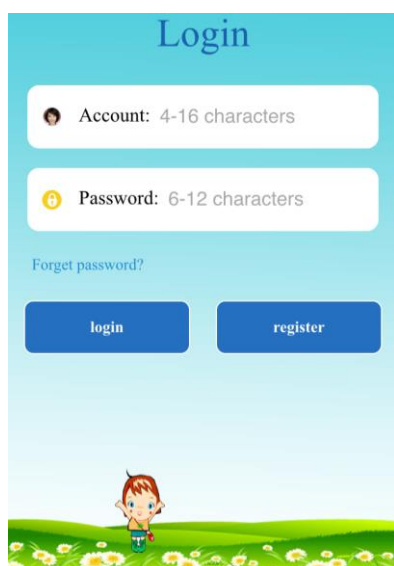 Login
Account: 4-16 characters
Password: 6-12 characters
Forget password?
login register